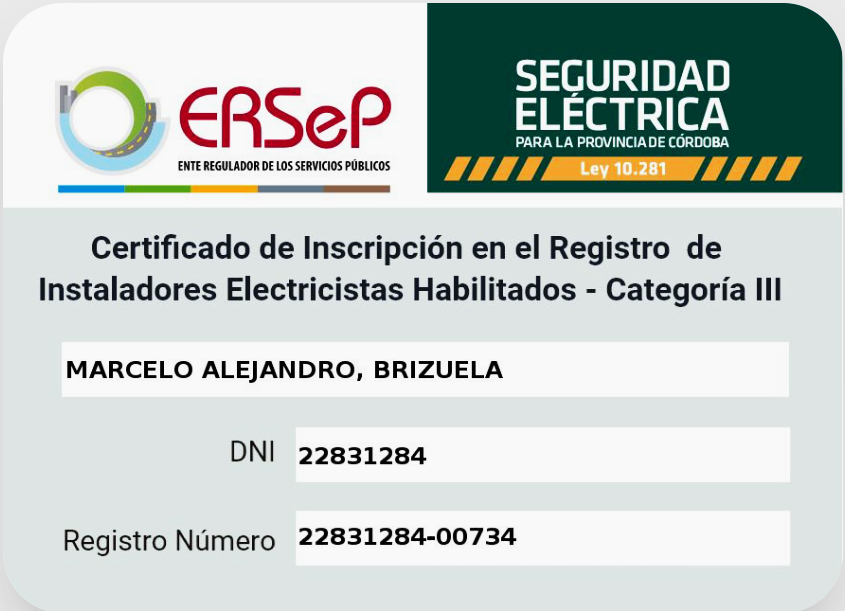 ERSeP
ENTE REGULADOR DE LOS SERVICIOS PÚBLICOS
SEGURIDAD
ELÉCTRICA
PARA LA PROVINCIA DE CÓRDOBA
Ley 10.281
Certificado de Inscripción en el Registro de
Instaladores Electricistas Habilitados - Categoría III
MARCELO ALEJANDRO, BRIZUELA
DNI 22831284
Registro Número 22831284-00734